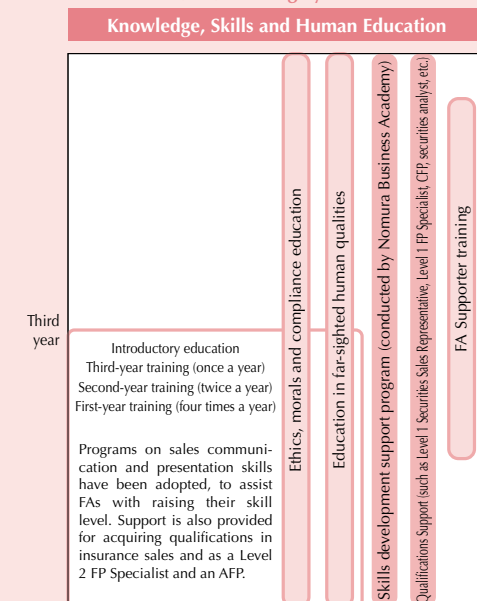 Knowledge, Skills and Human Education
Third
year
Introductory education
Third-year training (once a year)
Second-year training (twice a year)
First-year training (four times a year)
Programs on sales communi-
cation and presentation skills
have been adopted, to assist
FAs with raising their skill
level. Support is also provided
for acquiring qualifications in
insurance sales and as a Level
2 FP Specialist and an AFP.
Ethics, morals and compliance education
Education in far-sighted human qualities
Skills development support program (conducted by Nomura Business Academy)
Qualifications Support (such as Level 1 Securities Sales Representative, Level 1 FP Specialist, CFP, securities analyst, etc.)
FA Supporter training